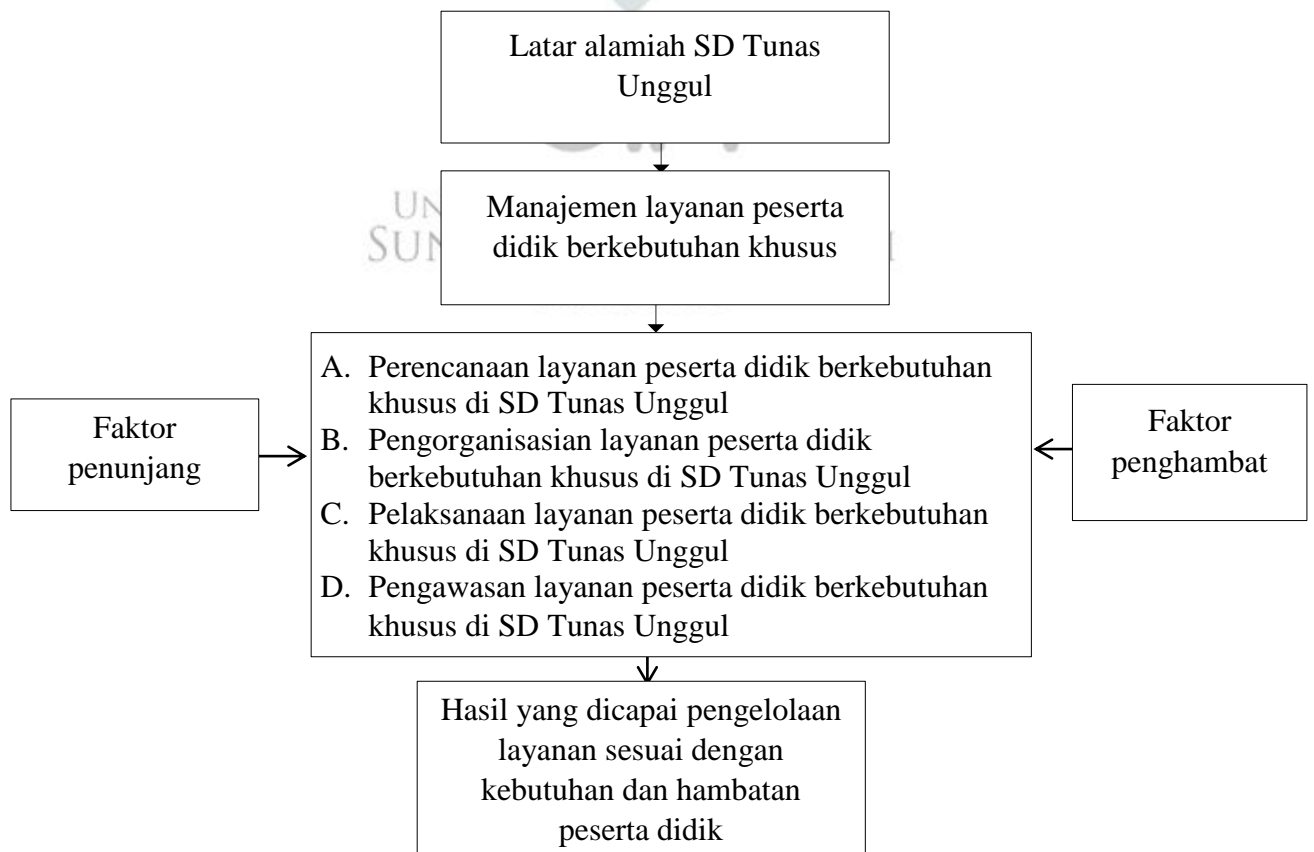 Latar alamiah SD Tunas
Unggul
UN
SUN
Manajemen layanan peserta
didik berkebutuhan khusus
A. Perencanaan layanan peserta didik berkebutuhan
khusus di SD Tunas Unggul
B. Pengorganisasian layanan peserta didik
berkebutuhan khusus di SD Tunas Unggul
C. Pelaksanaan layanan peserta didik berkebutuhan
khusus di SD Tunas Unggul
D. Pengawasan layanan peserta didik berkebutuhan
khusus di SD Tunas Unggul
Faktor
penunjang
Faktor
penghambat
Hasil yang dicapai pengelolaan
layanan sesuai dengan
kebutuhan dan hambatan
peserta didik